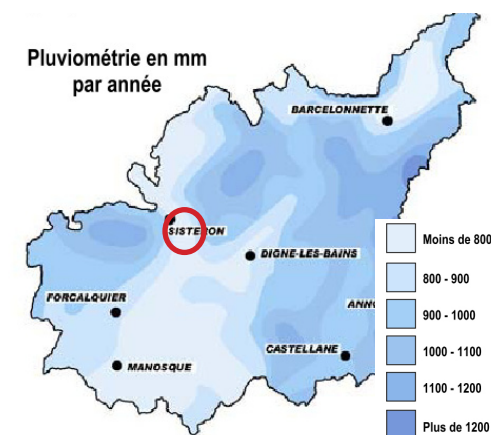 Pluviométrie en mm
par année
BARCELONNETTE
SISTERON
DIGNE-LES-BAINS
FORCALQUIER
ANNO
CASTELLANE
MANOSQUE
Moins de 800
800 - 900
900 - 1000
1000 - 1100
1100 - 1200
Plus de 1200